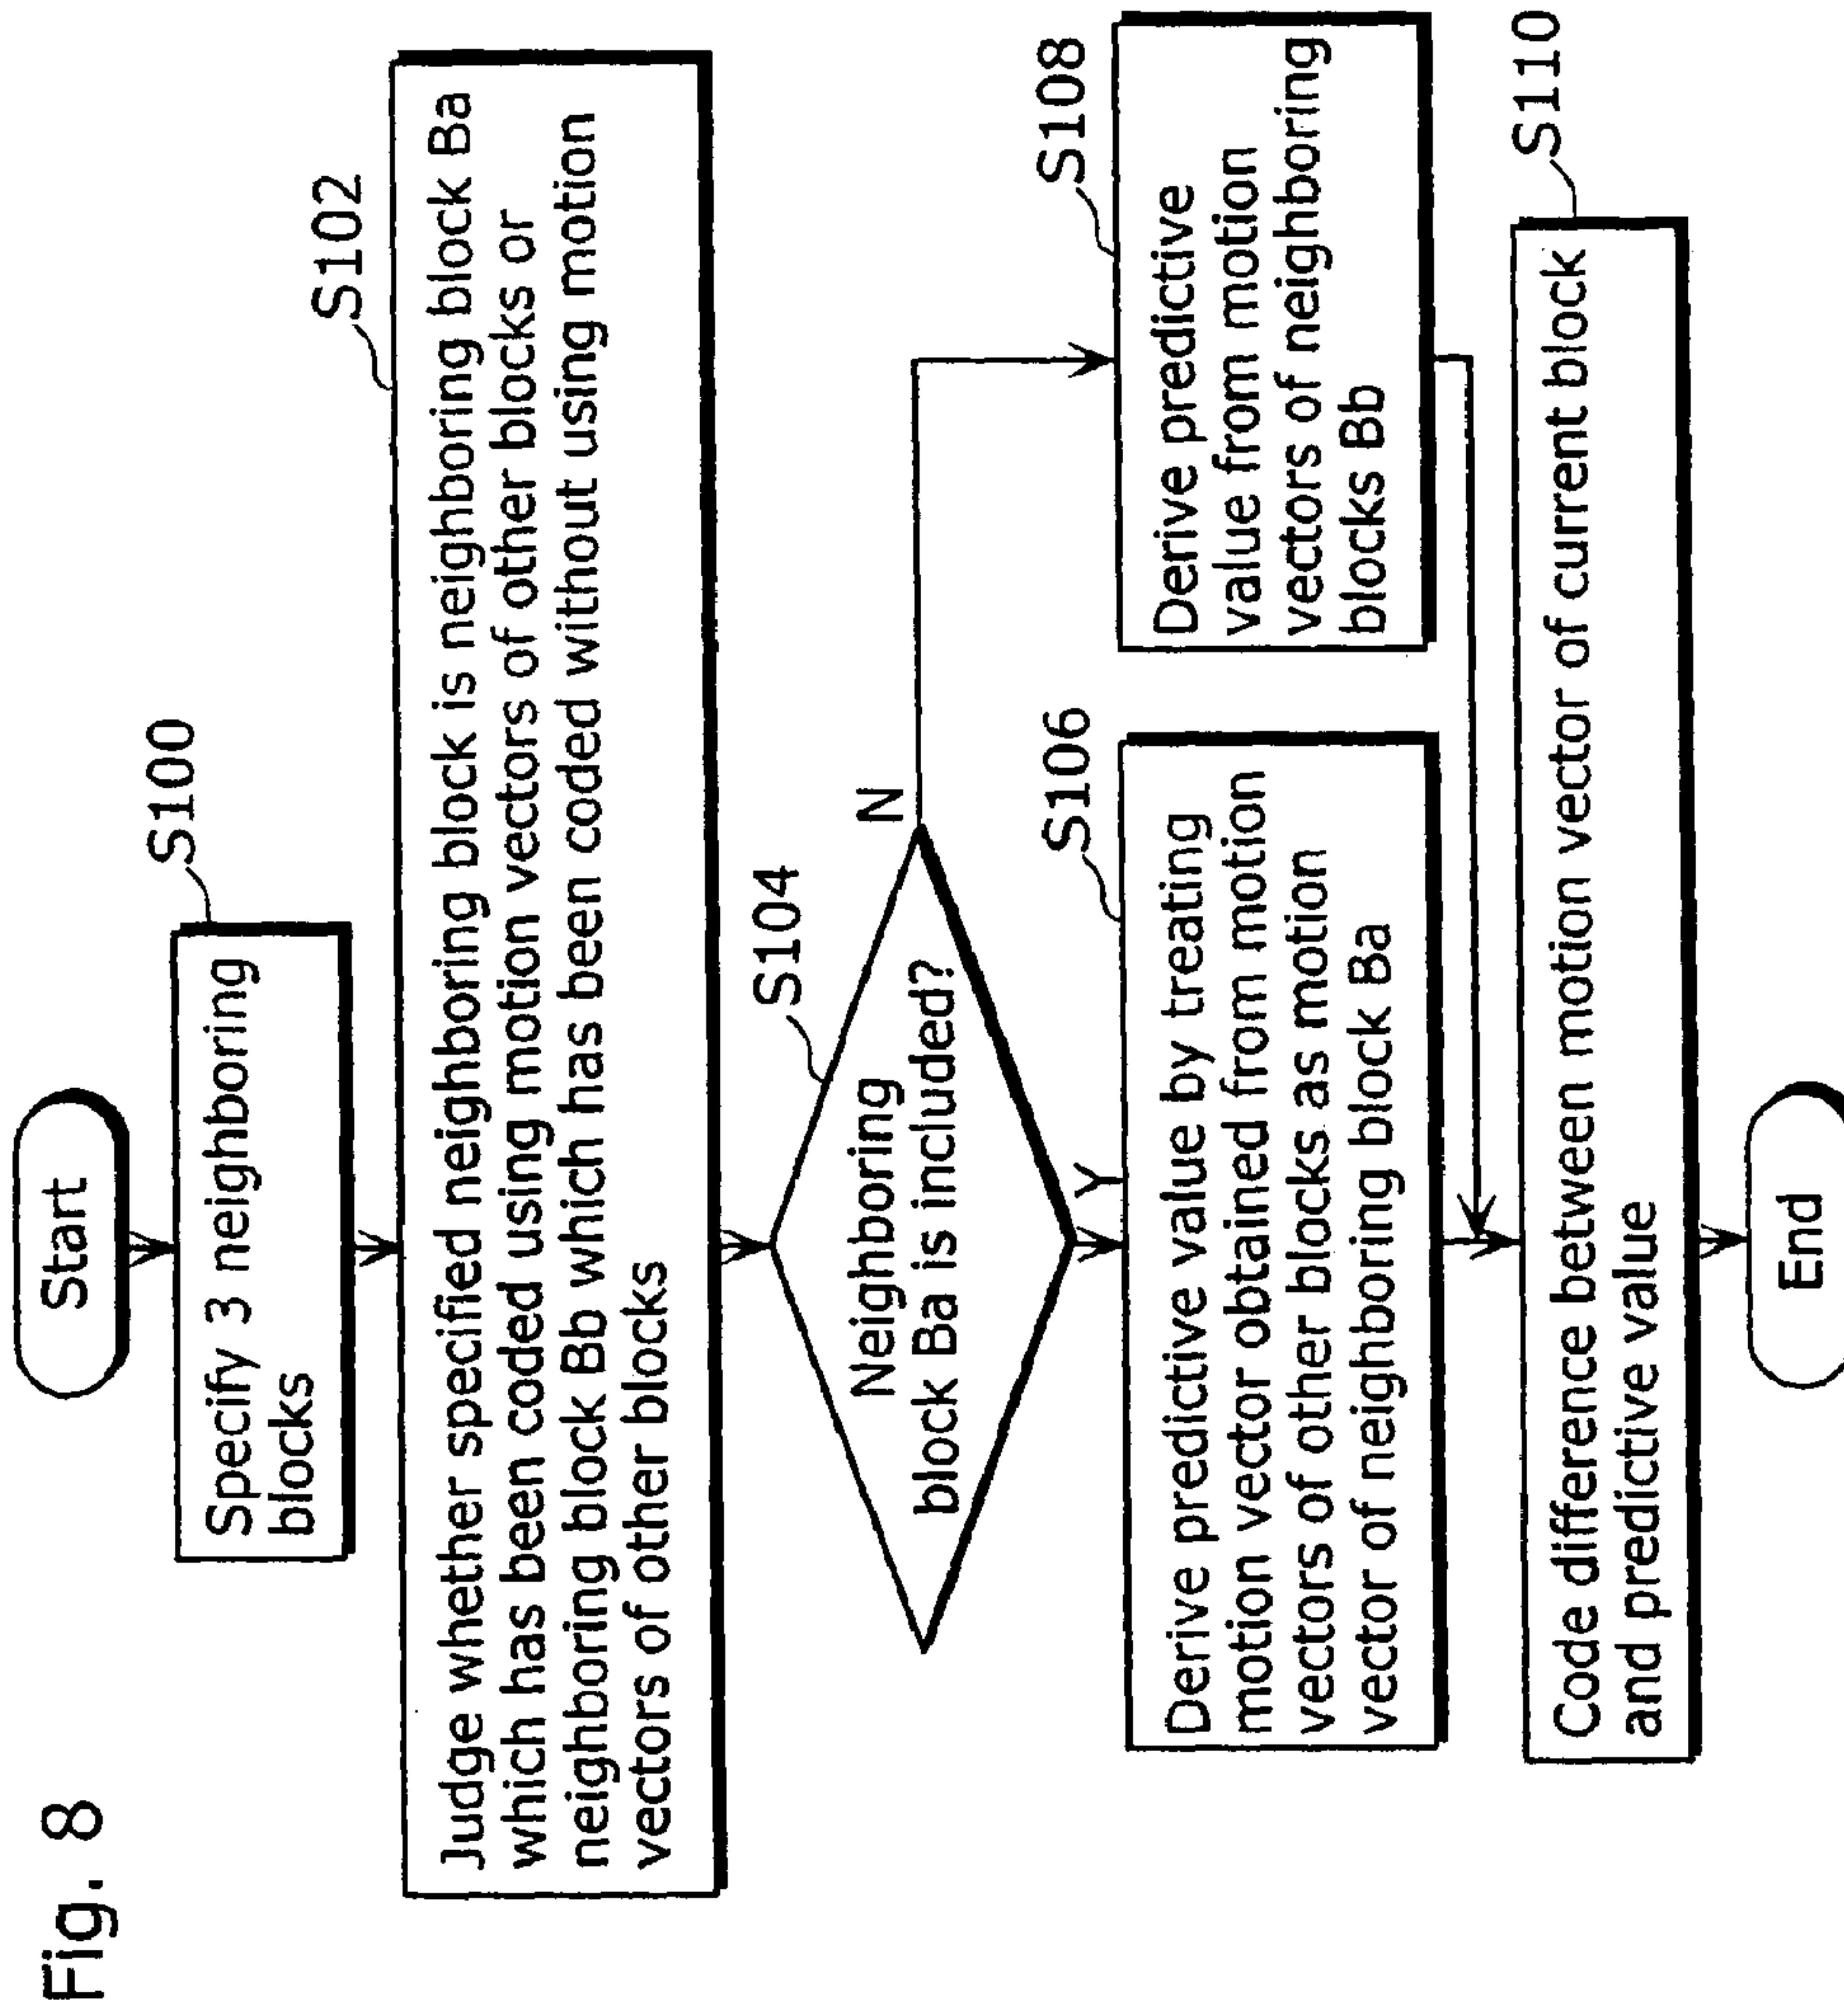 Fig. 8
Start
S100
Specify 3 neighboring
blocks
S102
Judge whether specified neighboring block is neighboring block Ba
which has been coded using motion vectors of other blocks or
neighboring block Bb which has been coded without using motion
vectors of other blocks
S104
Neighboring
block Ba is included?
N
Y
S106
Derive predictive value by treating
motion vector obtained from motion
vectors of other blocks as motion
vector of neighboring block Ba
S108
Derive predictive
value from motion
vectors of neighboring
blocks Bb
S110
Code difference between motion vector of current block
and predictive value
End